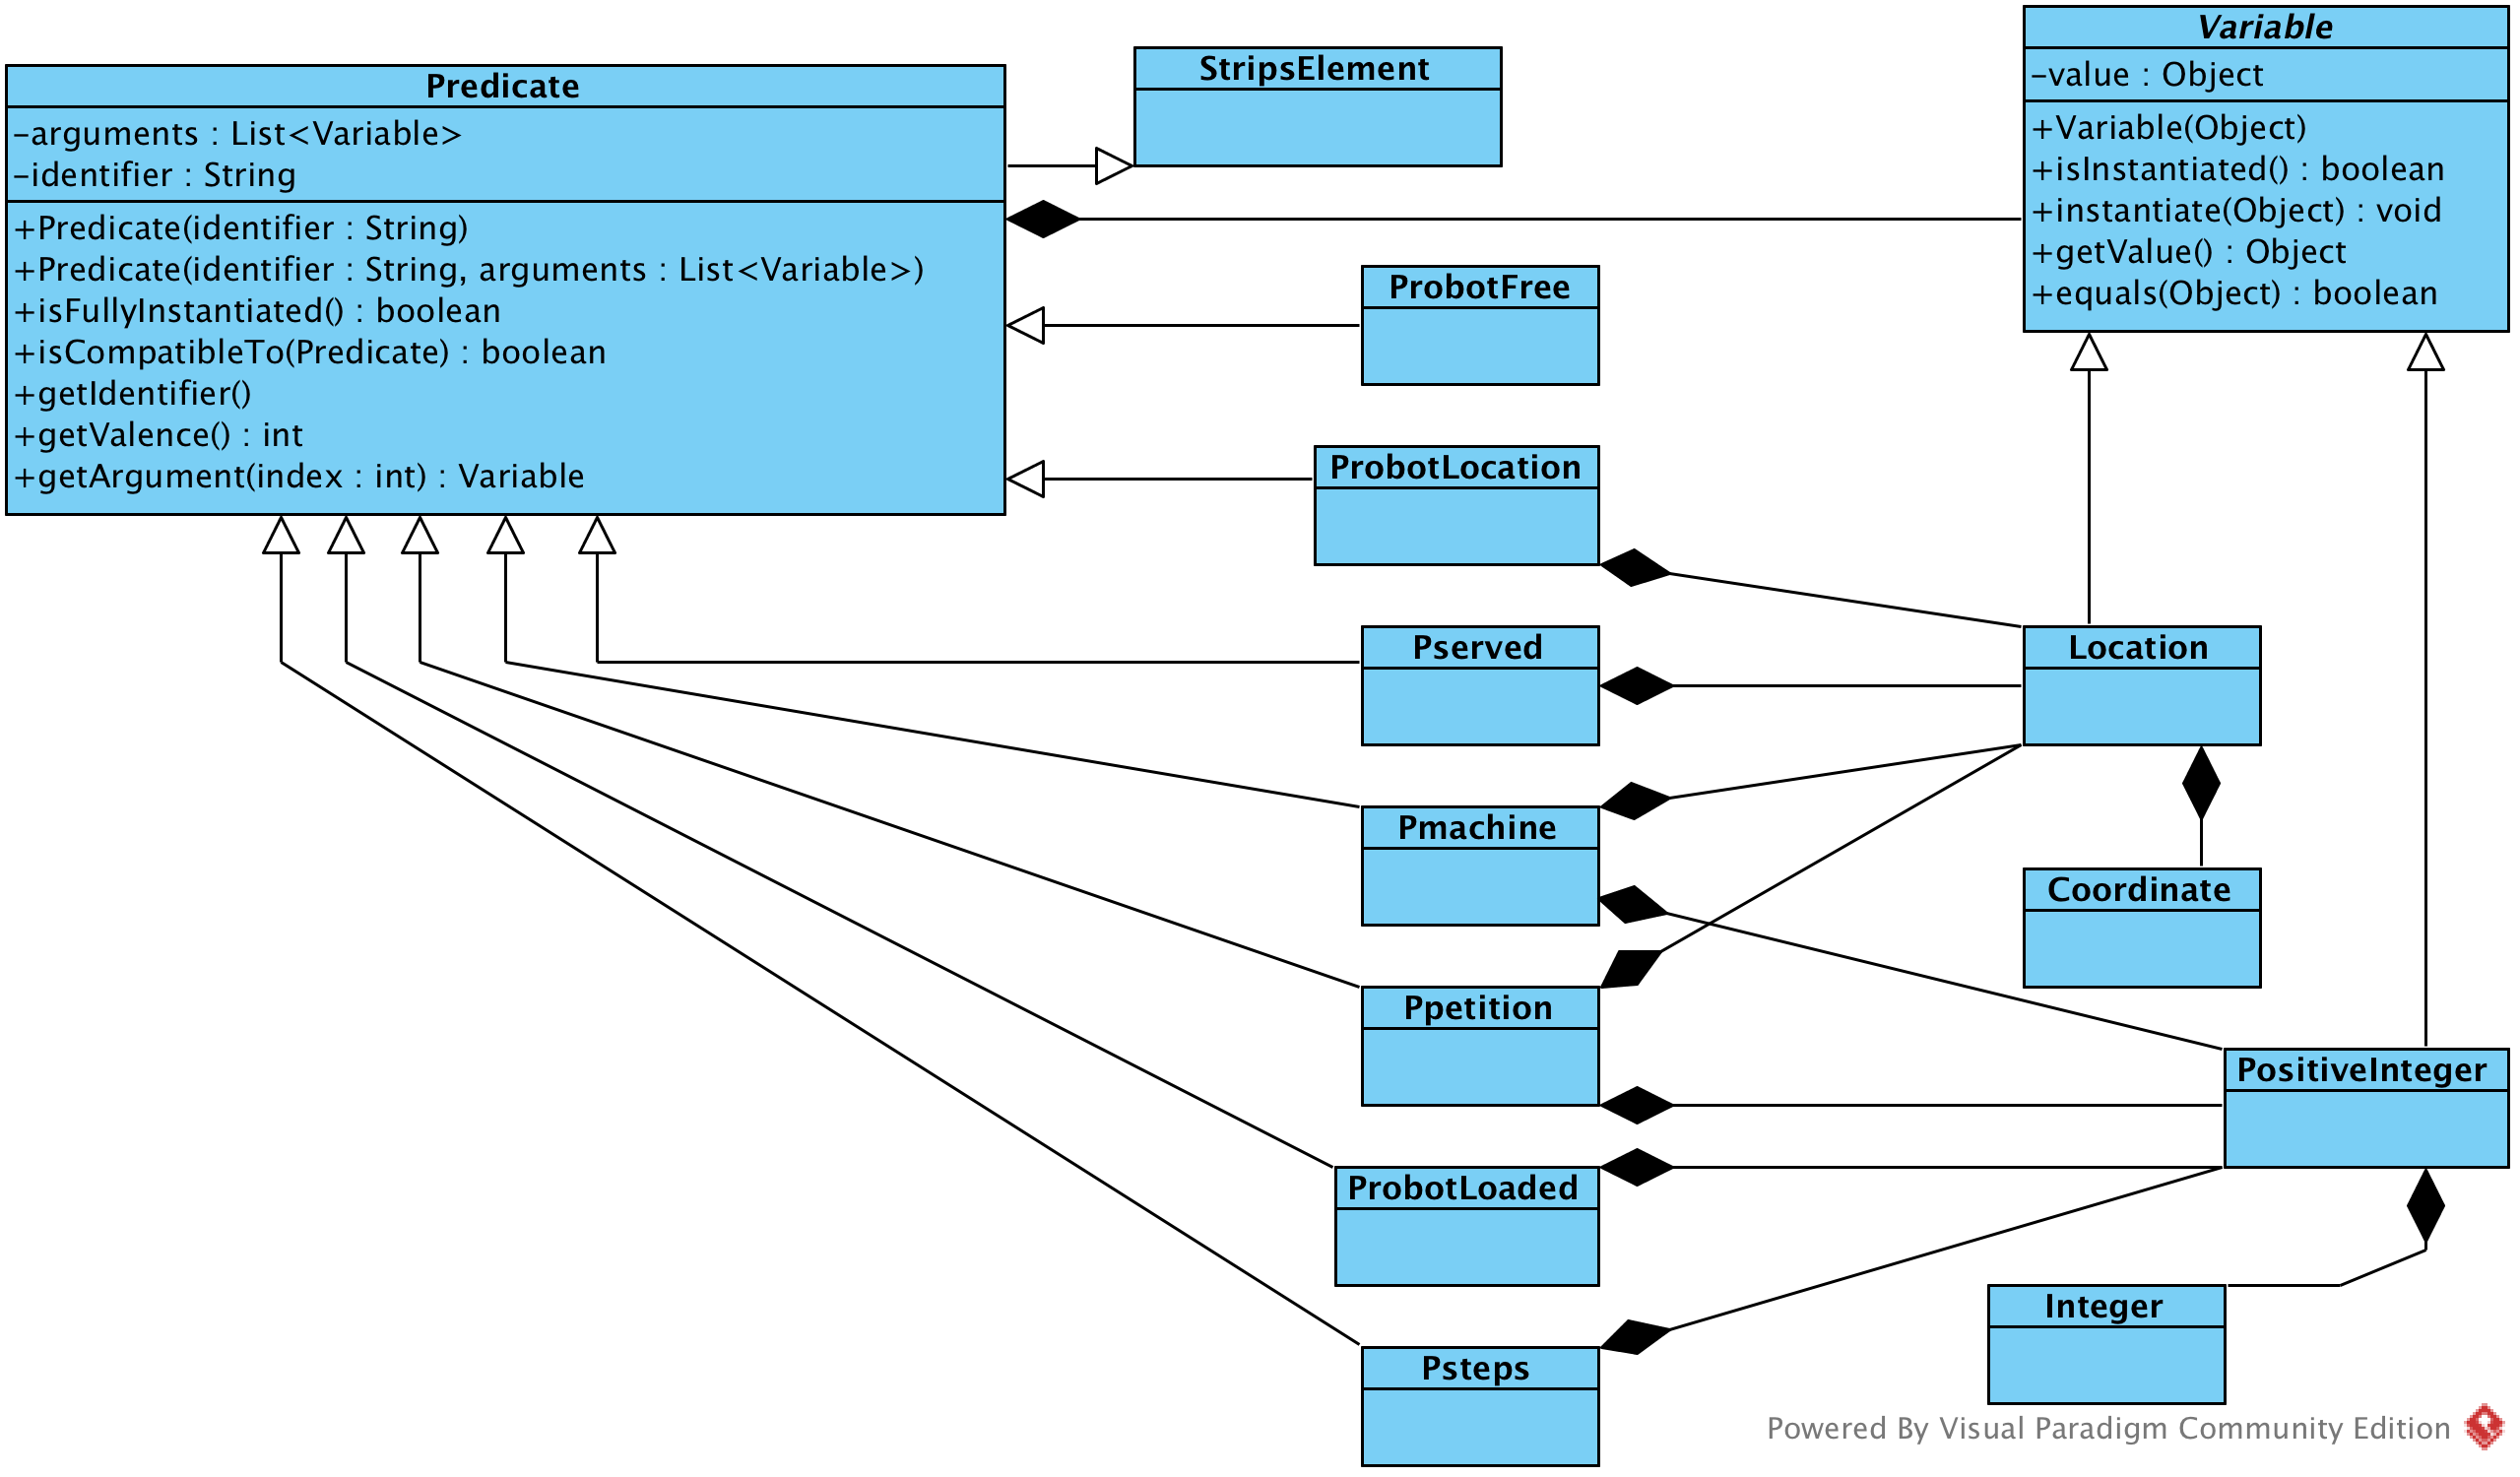 Predicate
-arguments : List<Variable>
-identifier : String
+Predicate(identifier : String)
+Predicate(identifier : String, arguments : List<Variable>)
+isFullyInstantiated() : boolean
+isCompatibleTo(Predicate) : boolean
+getIdentifier()
+getValence() : int
+getArgument(index : int) : Variable
StripsElement
Variable
-value : Object
+Variable(Object)
+isInstantiated() : boolean
+instantiate(Object) : void
+getValue() : Object
+equals(Object) : boolean
ProbotFree
ProbotLocation
Pserved
Location
Pmachine
Coordinate
Ppetition
PositiveInteger
ProbotLoaded
Integer
Psteps
Powered By Visual Paradigm Community Edition